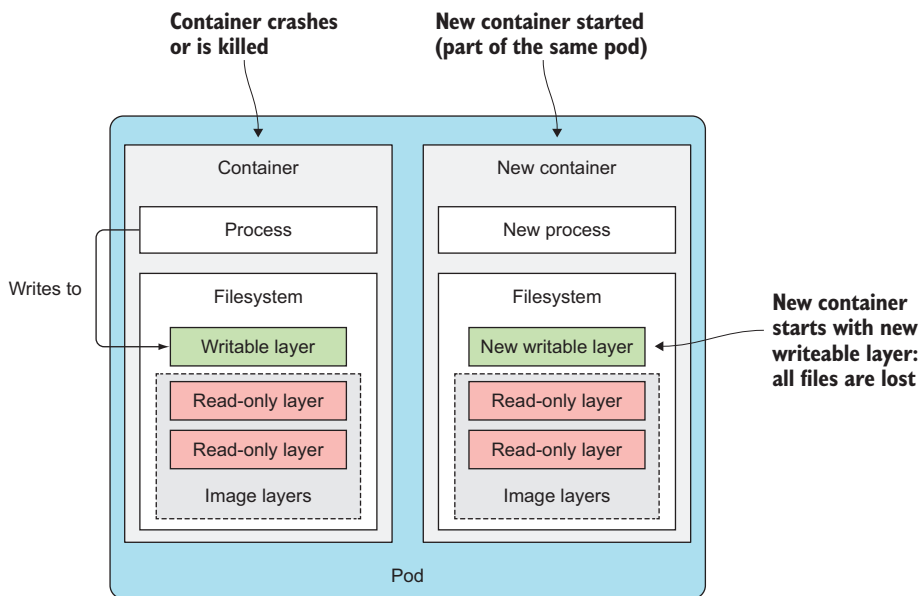 Container crashes
or is killed
New container started
(part of the same pod)
Container
Process
Writes to
Filesystem
Writable layer
Read-only layer
Read-only layer
Image layers
New container
New process
Filesystem
New writable layer
Read-only layer
Read-only layer
Image layers
New container
starts with new
writeable layer:
all files are lost
Pod